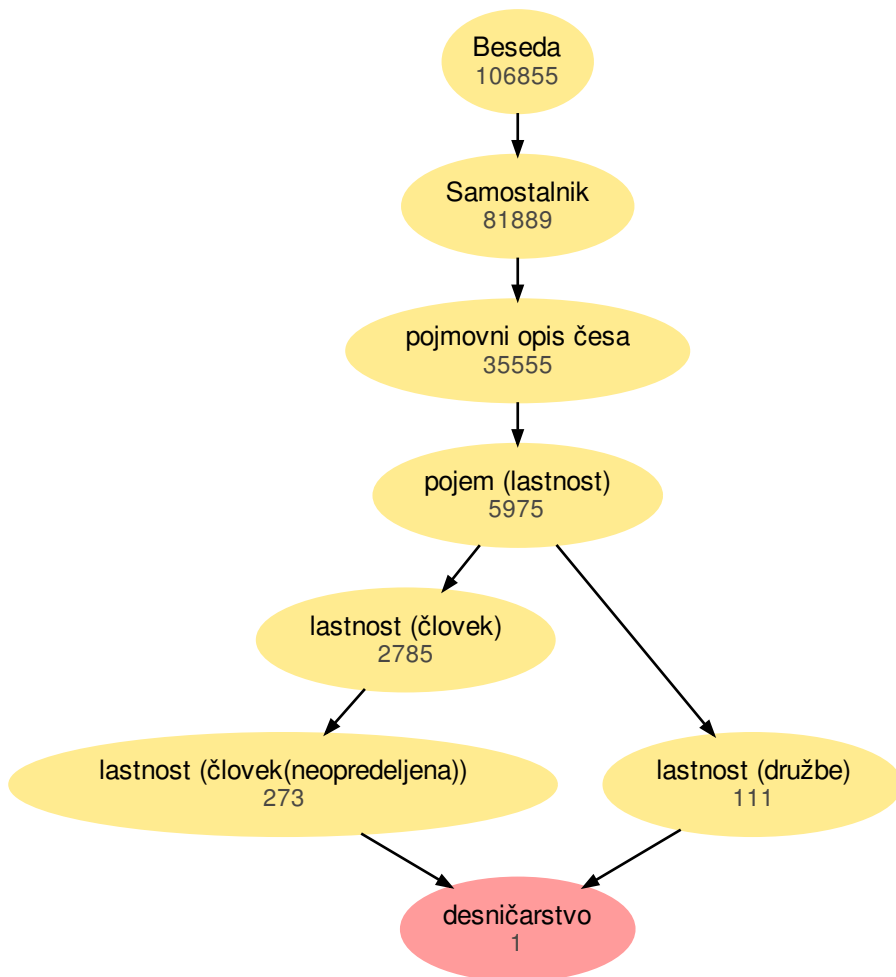 Beseda
106855
Samostalnik
81889
pojmovni opis česa
35555
pojem (lastnost)
5975
lastnost (človek)
2785
lastnost (človek(neopredeljena))
273
lastnost (družbe)
111
desničarstvo
1